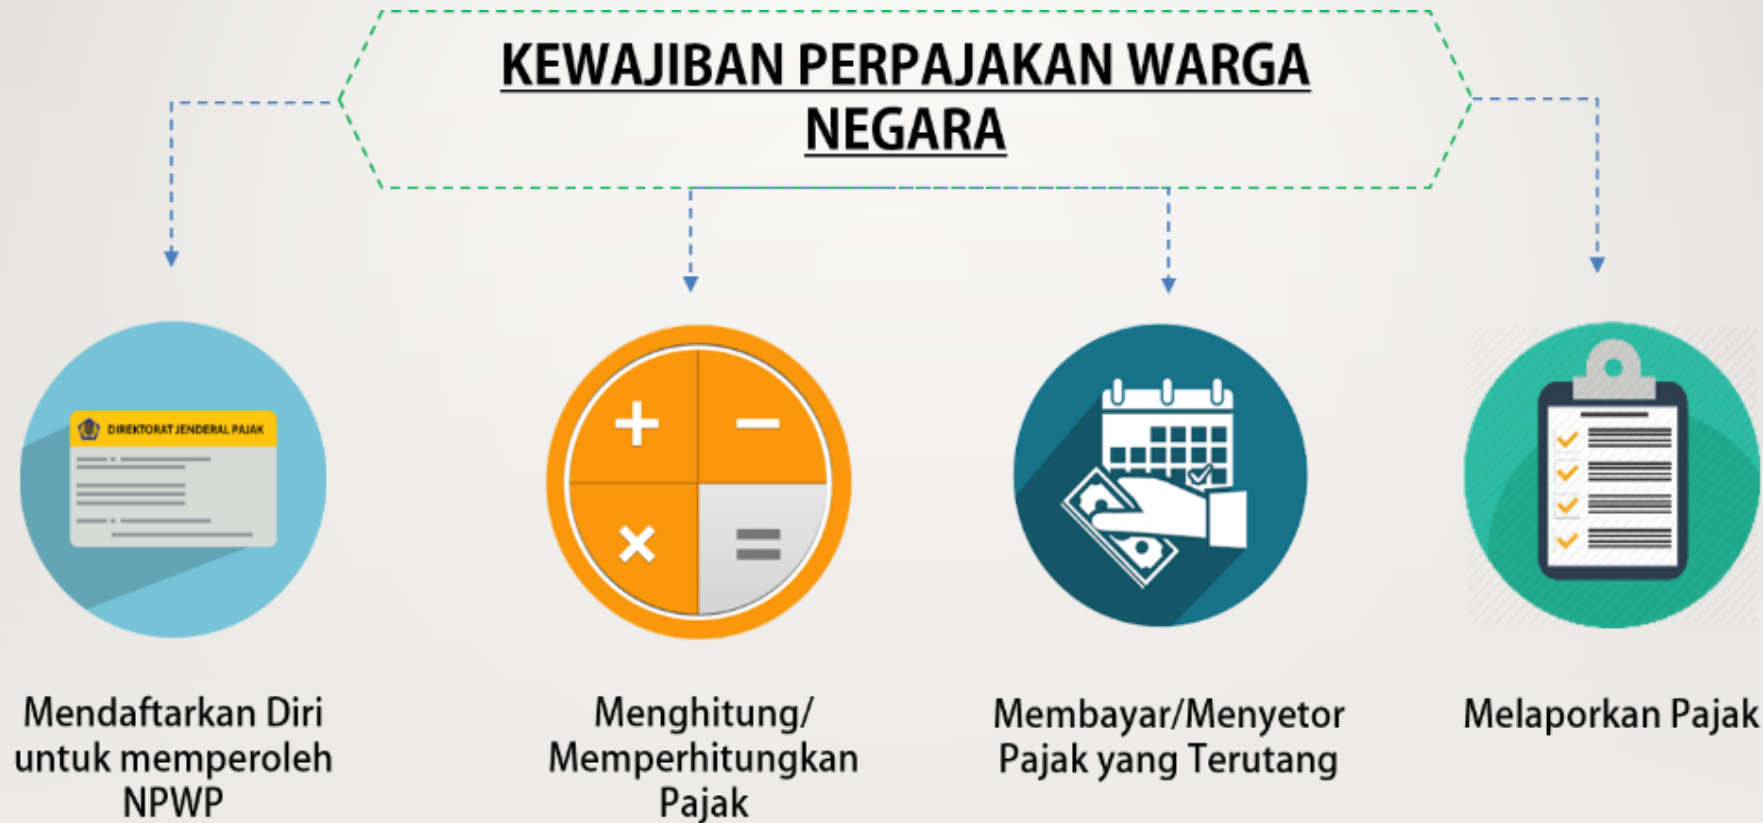 KEWAJIBAN PERPAJAKAN WARGA
NEGARA
DIREKTORAT JENDERAL PAJAK
Mendaftarkan Diri
untuk memperoleh
NPWP
Menghitung/
Memperhitungkan
Pajak
Membayar/Menyetor
Pajak yang Terutang
Melaporkan Pajak